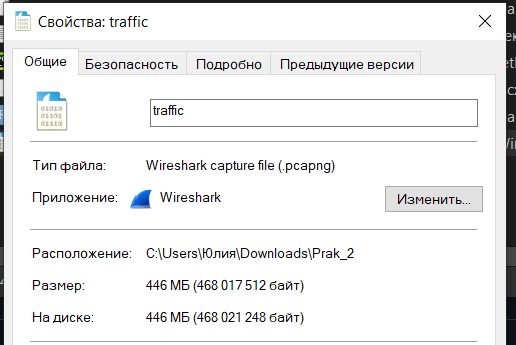 Свойства: traffic
Общие
Безопасность
Подробно
Предыдущие версии
traffic
Тип файла: Wireshark capture file (.pcapng)
Приложение: Wireshark
Изменить...
Расположение: C:\Users\Юлия\Downloads\Prak_2
Размер: 446 МБ (468 017 512 байт)
На диске: 446 МБ (468 021 248 байт)